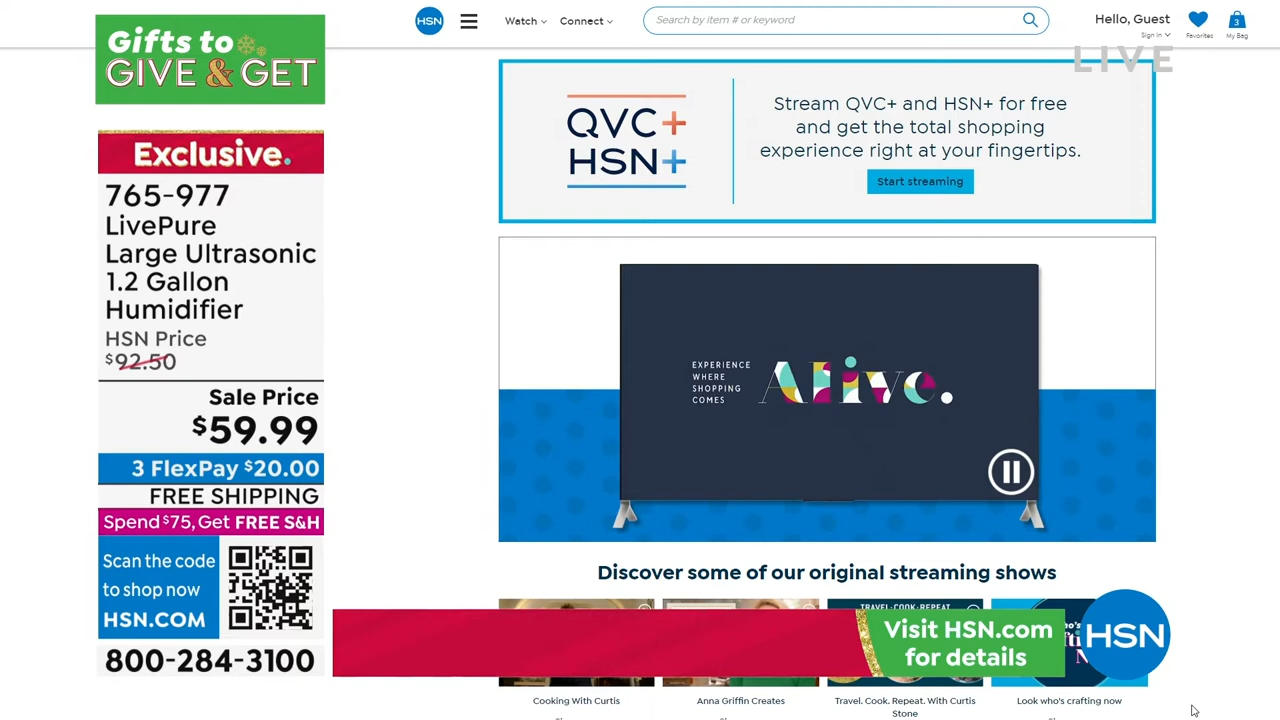 Gifts to
GIVE & GET
Exclusive.
765-977
LivePure
Large Ultrasonic
1.2 Gallon
Humidifier
HSN Price
$92.50
Sale Price
$59.99
3 FlexPay $20.00
FREE SHIPPING
Spend $75, Get FREE S&H
Scan the code
to shop now
HSN.COM
800-284-3100
HSN
Watch
Connect
Search by item # or keyword
Hello, Guest
Sign in
Favorites
3
My Bag
LIVE
QVC+
HSN+
Stream QVC+ and HSN+ for free
and get the total shopping
experience right at your fingertips.
Start streaming
EXPERIENCE
WHERE
SHOPPING
COMES
Alive.
Discover some of our original streaming shows
TRAVEL·COOK·REPEAT
Visit HSN.com
for details
HSN
Cooking With Curtis
Anna Griffin Creates
Travel. Cook. Repeat. With Curtis
Stone
Look who's crafting now